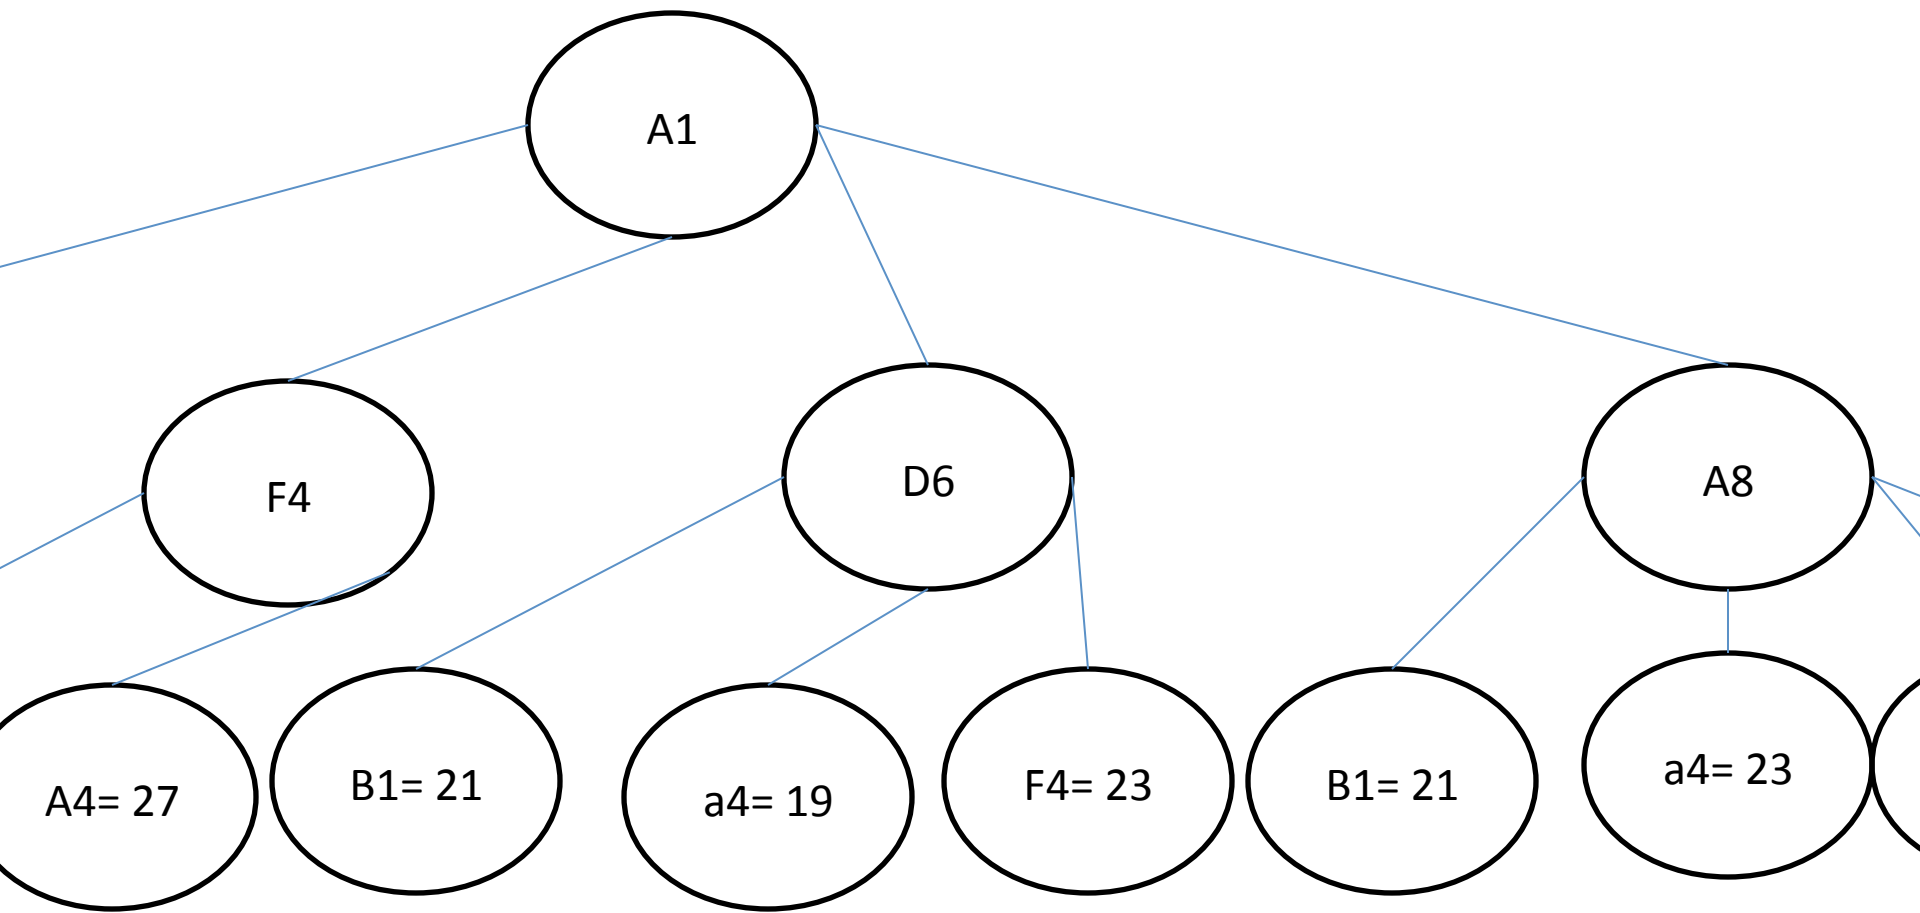 A1
F4
D6
A8
A4= 27
B1= 21
a4= 19
F4= 23
B1= 21
a4= 23